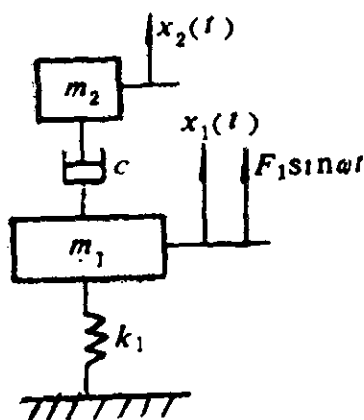 x₂(t)
m₂
x₁(t)
c
F₁sinωt
m₁
k₁